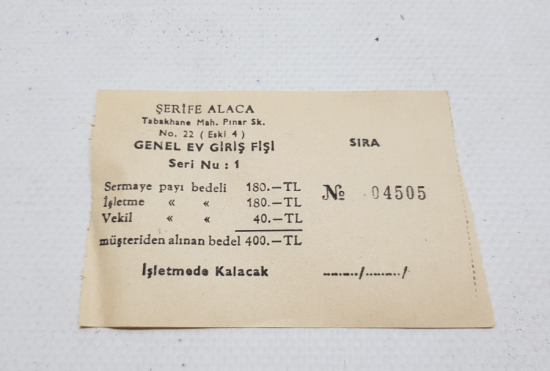 ŞERİFE ALACA
Tabakhane Mah. Pınar Sk.
No. 22 ( Eski 4 )
GENEL EV GİRİŞ FİŞİ
SIRA
Seri Nu : 1
Sermaye payı bedeli 180.—TL
№ 04505
İşletme « « 180.—TL
Vekil « « 40.—TL
müşteriden alınan bedel 400.—TL
İşletmede Kalacak ---.---/---.---/